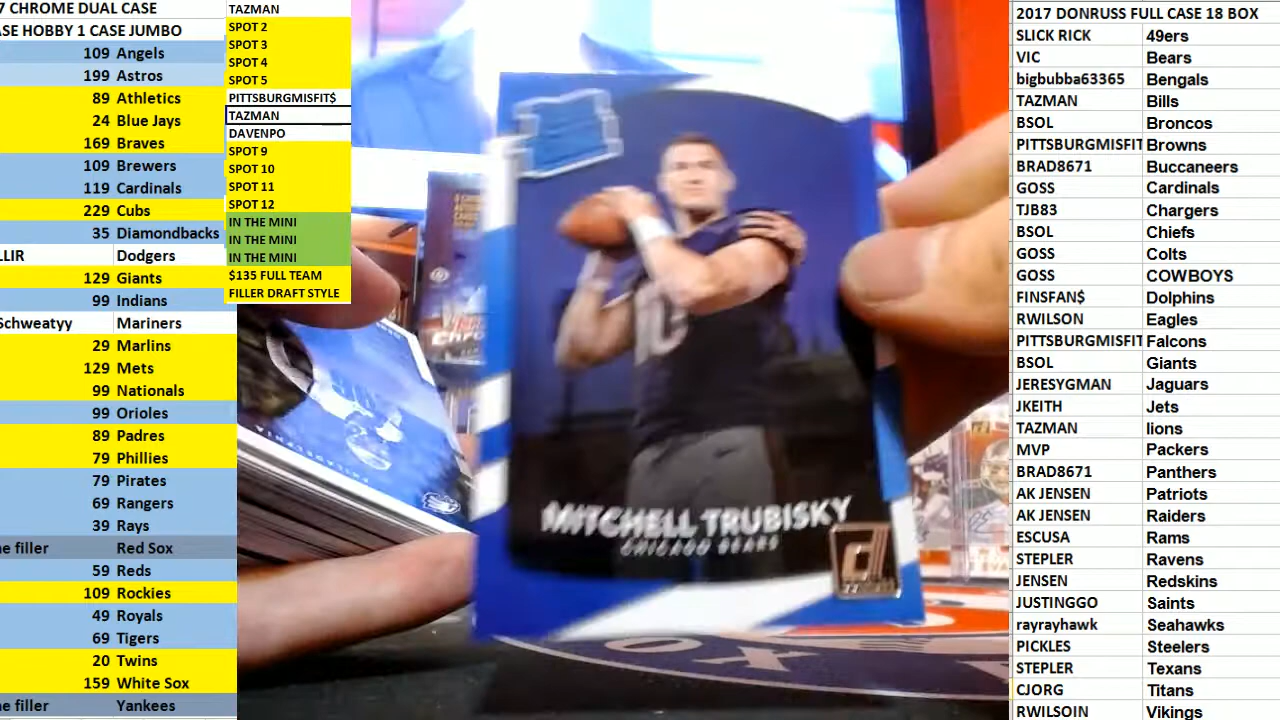 7 CHROME DUAL CASE
ASE HOBBY 1 CASE JUMBO
109 Angels
199 Astros
89 Athletics
24 Blue Jays
169 Braves
109 Brewers
119 Cardinals
229 Cubs
35 Diamondbacks
LLIR Dodgers
129 Giants
99 Indians
Schweatyy Mariners
29 Marlins
129 Mets
99 Nationals
99 Orioles
89 Padres
79 Phillies
79 Pirates
69 Rangers
39 Rays
ne filler Red Sox
59 Reds
109 Rockies
49 Royals
69 Tigers
20 Twins
159 White Sox
ne filler Yankees
TAZMAN
SPOT 2
SPOT 3
SPOT 4
SPOT 5
PITTSBURGMISFIT$
TAZMAN
DAVENPO
SPOT 9
SPOT 10
SPOT 11
SPOT 12
IN THE MINI
IN THE MINI
IN THE MINI
$135 FULL TEAM
FILLER DRAFT STYLE
MITCHELL TRUBISKY
CHICAGO BEARS
2017 DONRUSS FULL CASE 18 BOX
SLICK RICK 49ers
VIC Bears
bigbubba63365 Bengals
TAZMAN Bills
BSOL Broncos
PITTSBURGMISFIT Browns
BRAD8671 Buccaneers
GOSS Cardinals
TJB83 Chargers
BSOL Chiefs
GOSS Colts
GOSS COWBOYS
FINSFAN$ Dolphins
RWILSON Eagles
PITTSBURGMISFIT Falcons
BSOL Giants
JERESYGMAN Jaguars
JKEITH Jets
TAZMAN lions
MVP Packers
BRAD8671 Panthers
AK JENSEN Patriots
AK JENSEN Raiders
ESCUSA Rams
STEPLER Ravens
JENSEN Redskins
JUSTINGGO Saints
rayrayhawk Seahawks
PICKLES Steelers
STEPLER Texans
CJORG Titans
RWILSOIN Vikings